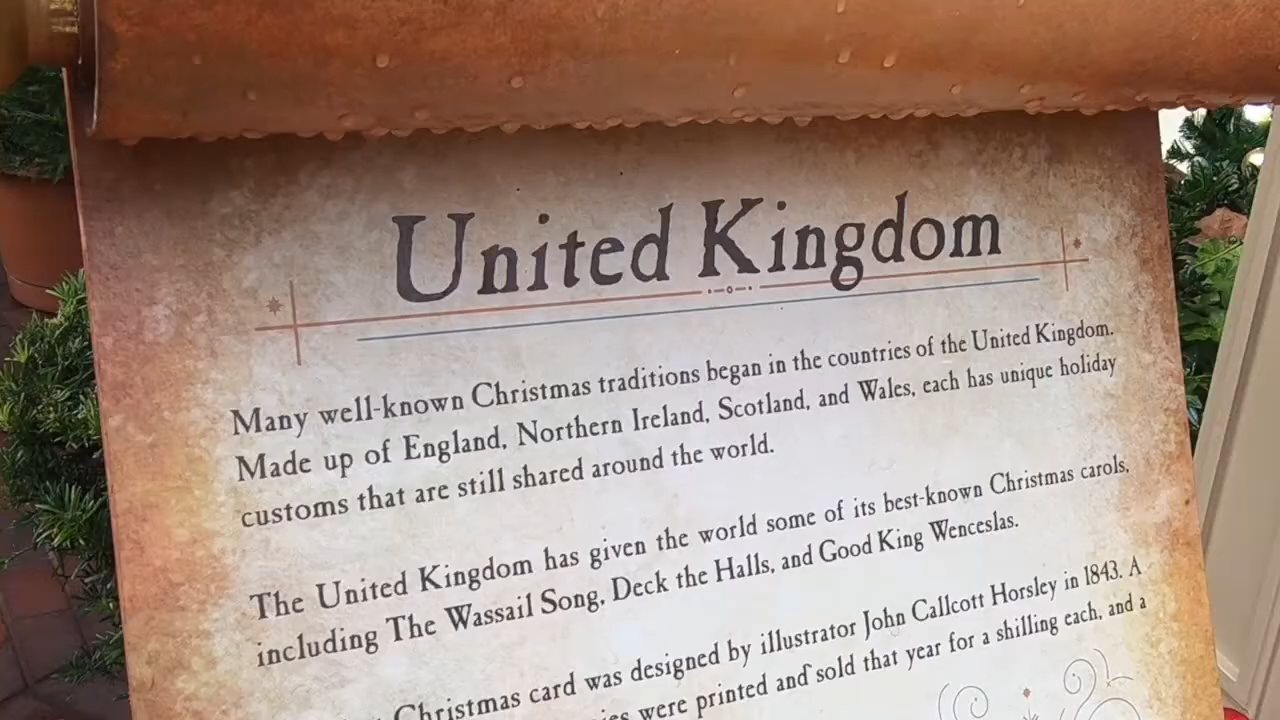 United Kingdom
Many well-known Christmas traditions began in the countries of the United Kingdom.
Made up of England, Northern Ireland, Scotland, and Wales, each has unique holiday
customs that are still shared around the world.
The United Kingdom has given the world some of its best-known Christmas carols,
including The Wassail Song, Deck the Halls, and Good King Wenceslas.
Christmas card was designed by illustrator John Callcott Horsley in 1843. A
were printed and sold that year for a shilling each, and a